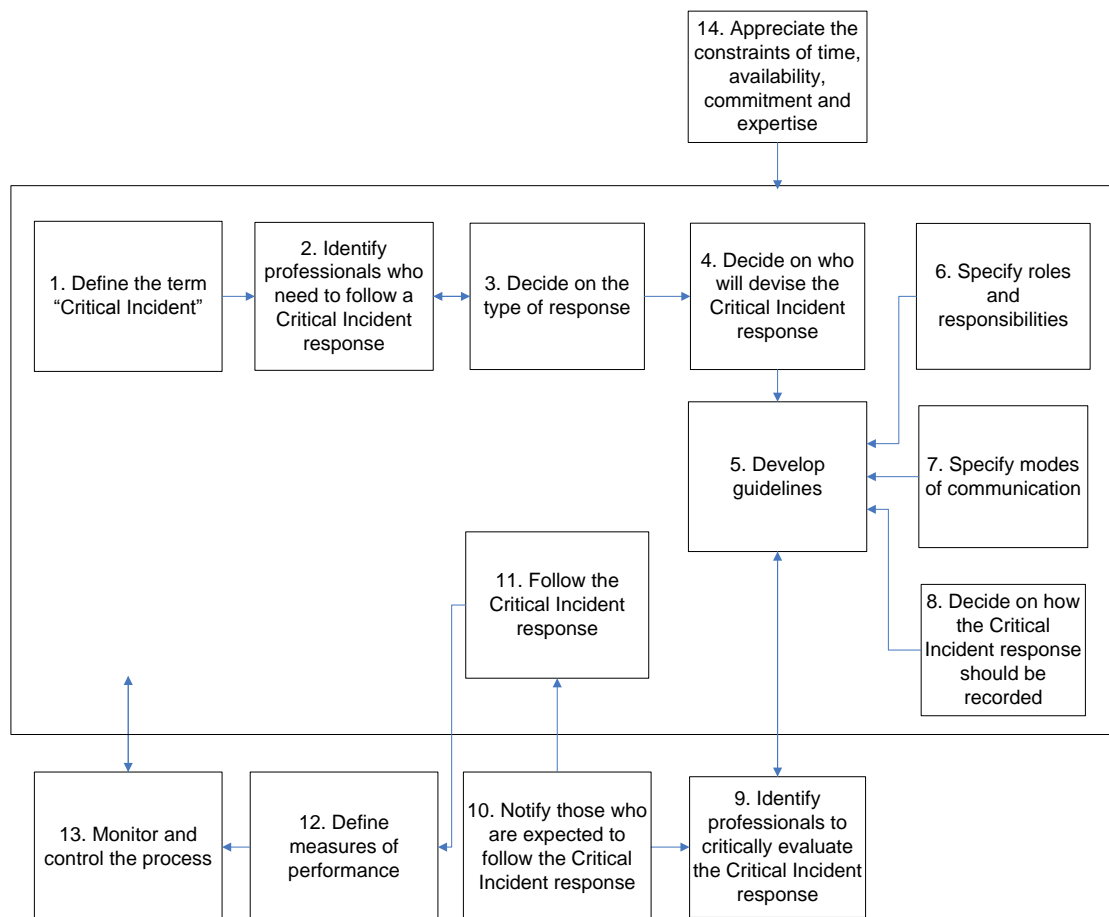 14. Appreciate the
constraints of time,
availability,
commitment and
expertise
1. Define the term
“Critical Incident”
2. Identify
professionals who
need to follow a
Critical Incident
response
3. Decide on the
type of response
4. Decide on who
will devise the
Critical Incident
response
6. Specify roles
and
responsibilities
5. Develop
guidelines
7. Specify modes
of communication
11. Follow the
Critical Incident
response
8. Decide on how
the Critical
Incident response
should be
recorded
13. Monitor and
control the process
12. Define
measures of
performance
10. Notify those who
are expected to
follow the Critical
Incident response
9. Identify
professionals to
critically evaluate
the Critical Incident
response